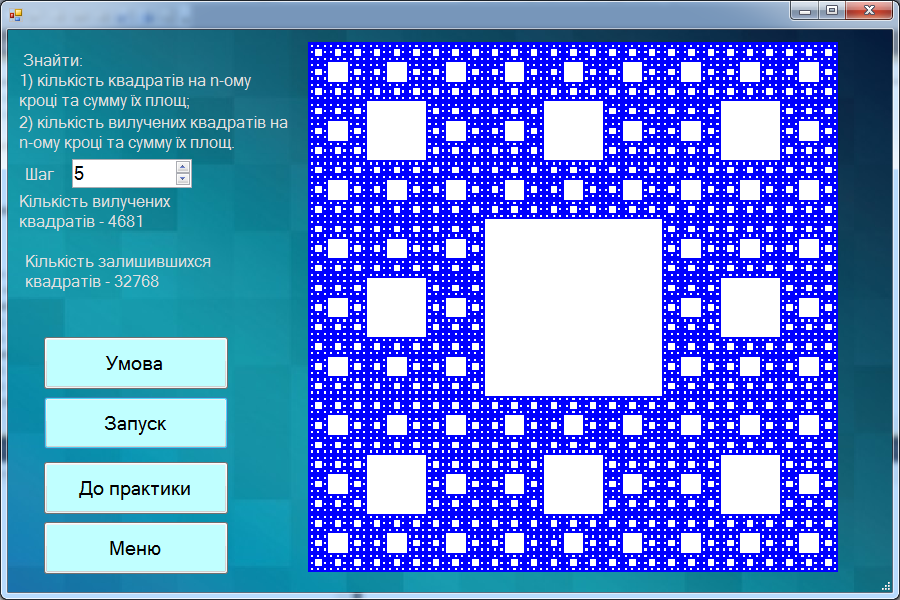 Знайти:
1) кількість квадратів на n-ому
кроці та сумму їх площ;
2) кількість вилучених квадратів на
n-ому кроці та сумму їх площ.
Шаг 5
Кількість вилучених
квадратів - 4681
Кількість залишившихся
квадратів - 32768
Умова
Запуск
До практики
Меню